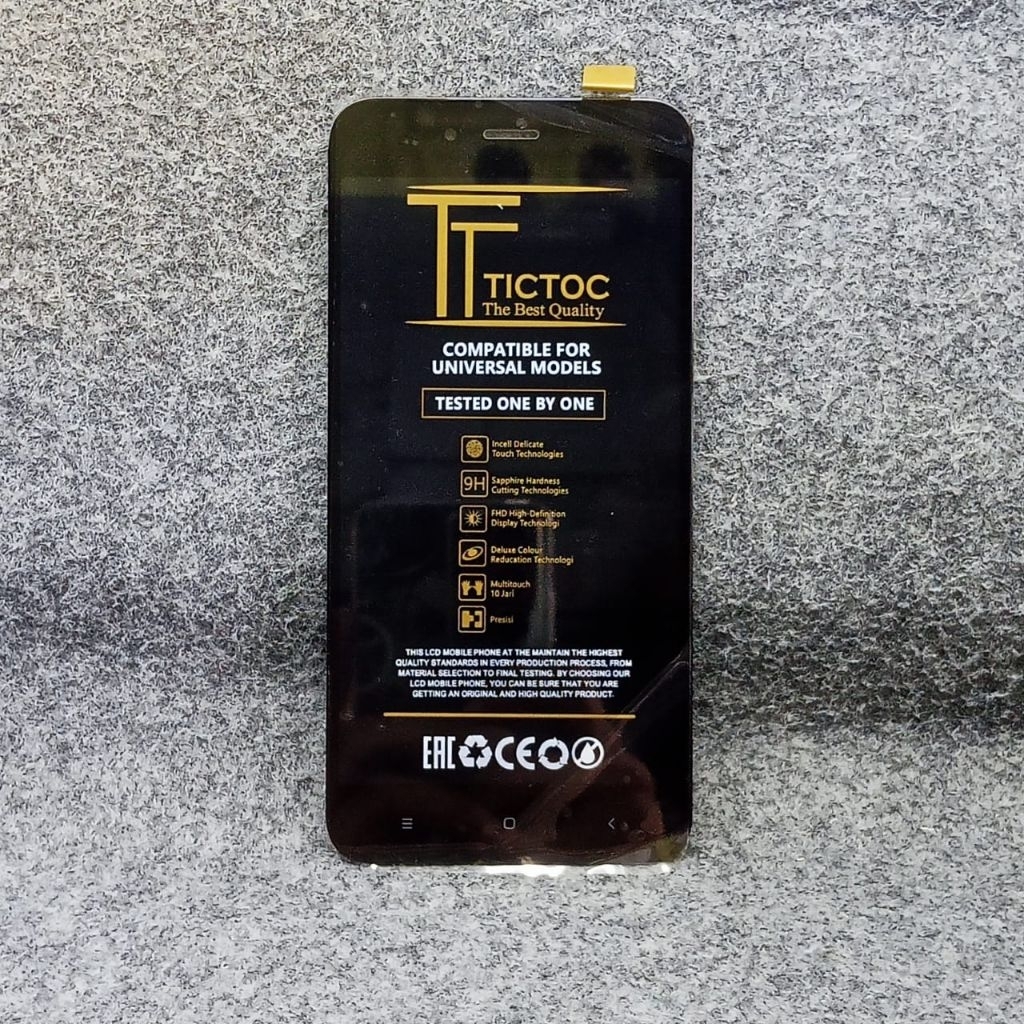 TT
TICTOC
The Best Quality
COMPATIBLE FOR
UNIVERSAL MODELS
TESTED ONE BY ONE
Incell Delicate
Touch Technologies
9H
Sapphire Hardness
Cutting Technologies
FHD High-Definition
Display Technologi
Deluxe Colour
Reducation Technologi
Multitouch
10 Jari
Presisi
THIS LCD MOBILE PHONE AT THE MAINTAIN THE HIGHEST
QUALITY STANDARDS IN EVERY PRODUCTION PROCESS, FROM
MATERIAL SELECTION TO FINAL TESTING. BY CHOOSING OUR
LCD MOBILE PHONE, YOU CAN BE SURE THAT YOU ARE
GETTING AN ORIGINAL AND HIGH QUALITY PRODUCT.
EAC CE